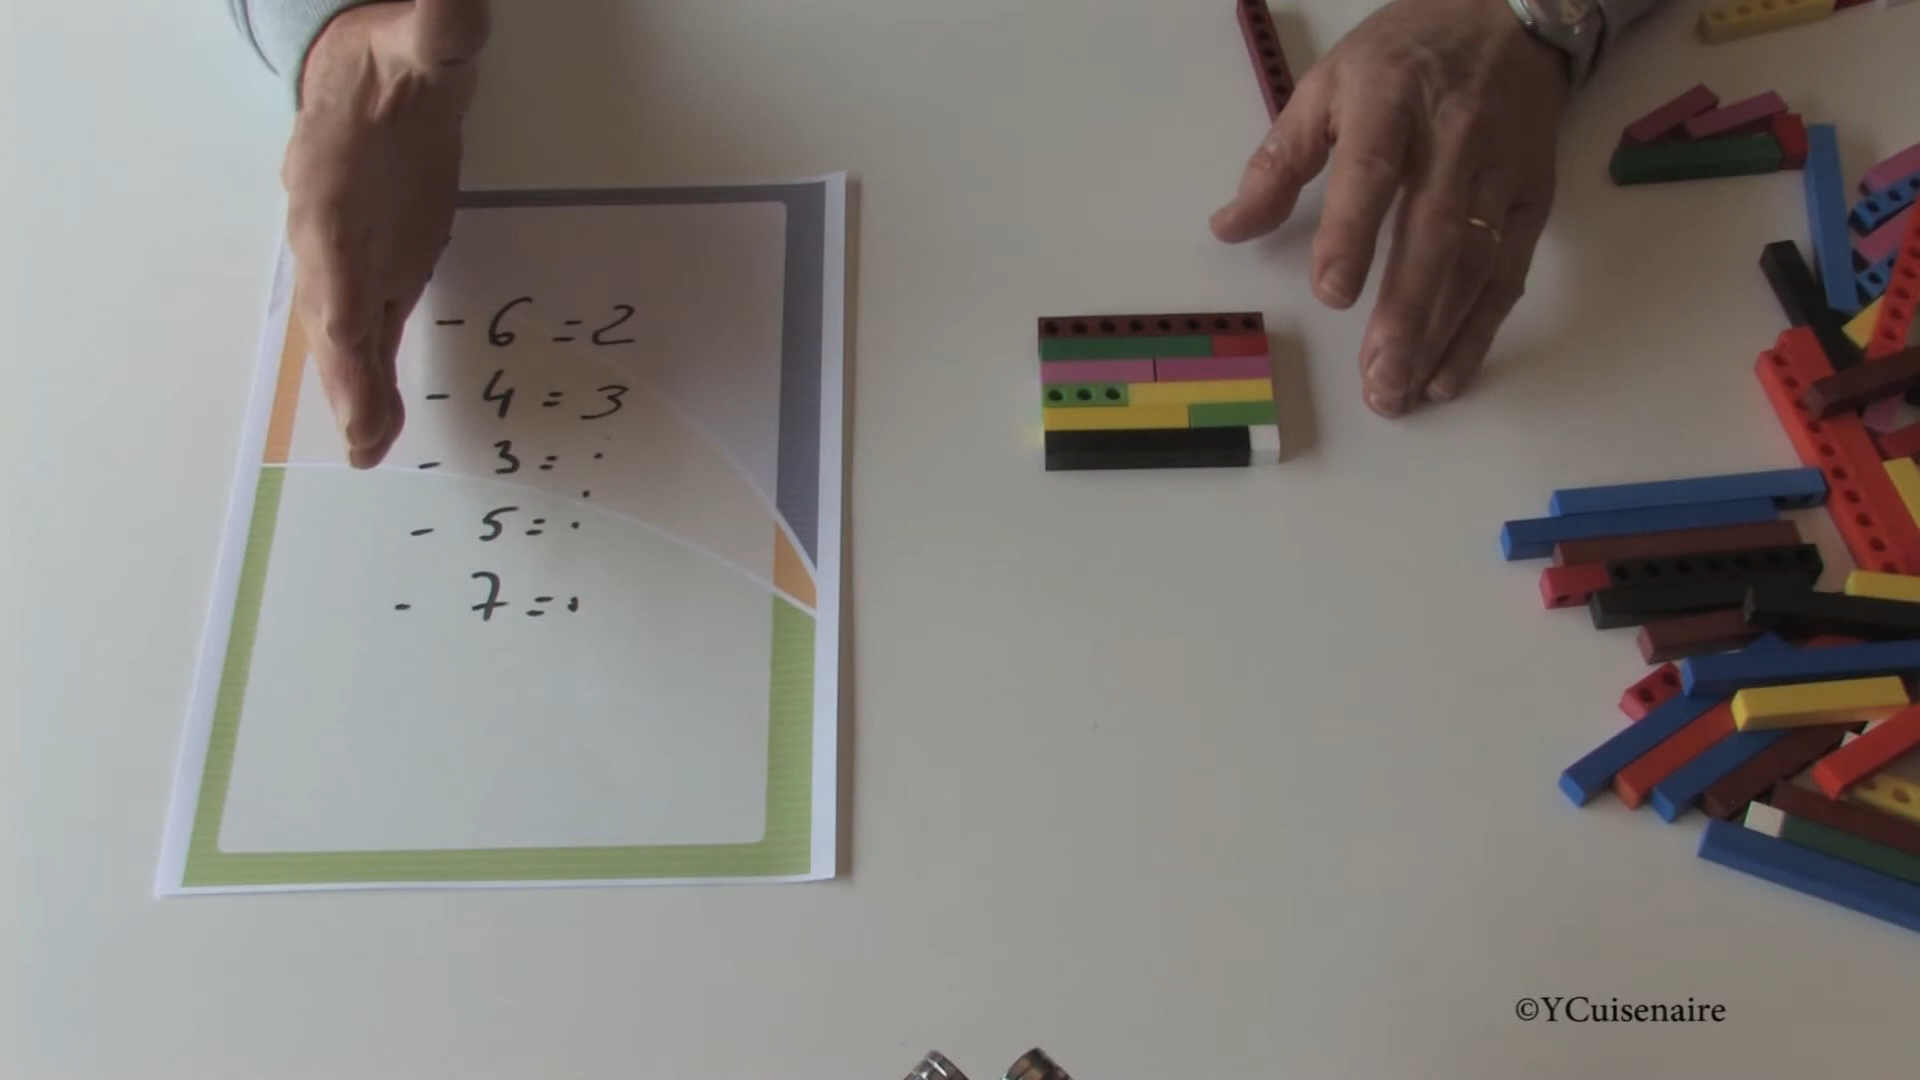 - 6 = 2
- 4 = 3
- 3 = .
- 5 = .
- 7 = .
©YCuisenaire